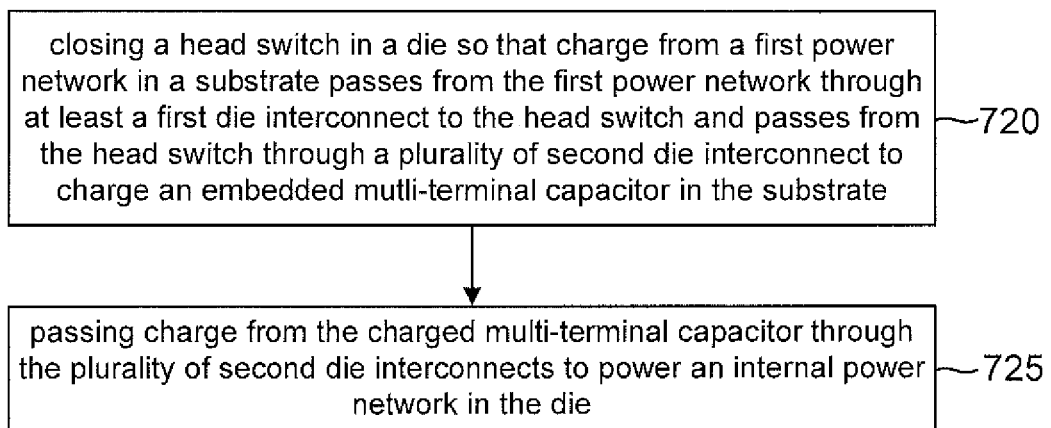 closing a head switch in a die so that charge from a first power
network in a substrate passes from the first power network through
at least a first die interconnect to the head switch and passes from
the head switch through a plurality of second die interconnect to
charge an embedded mutli-terminal capacitor in the substrate
720
passing charge from the charged multi-terminal capacitor through
the plurality of second die interconnects to power an internal power
network in the die
725